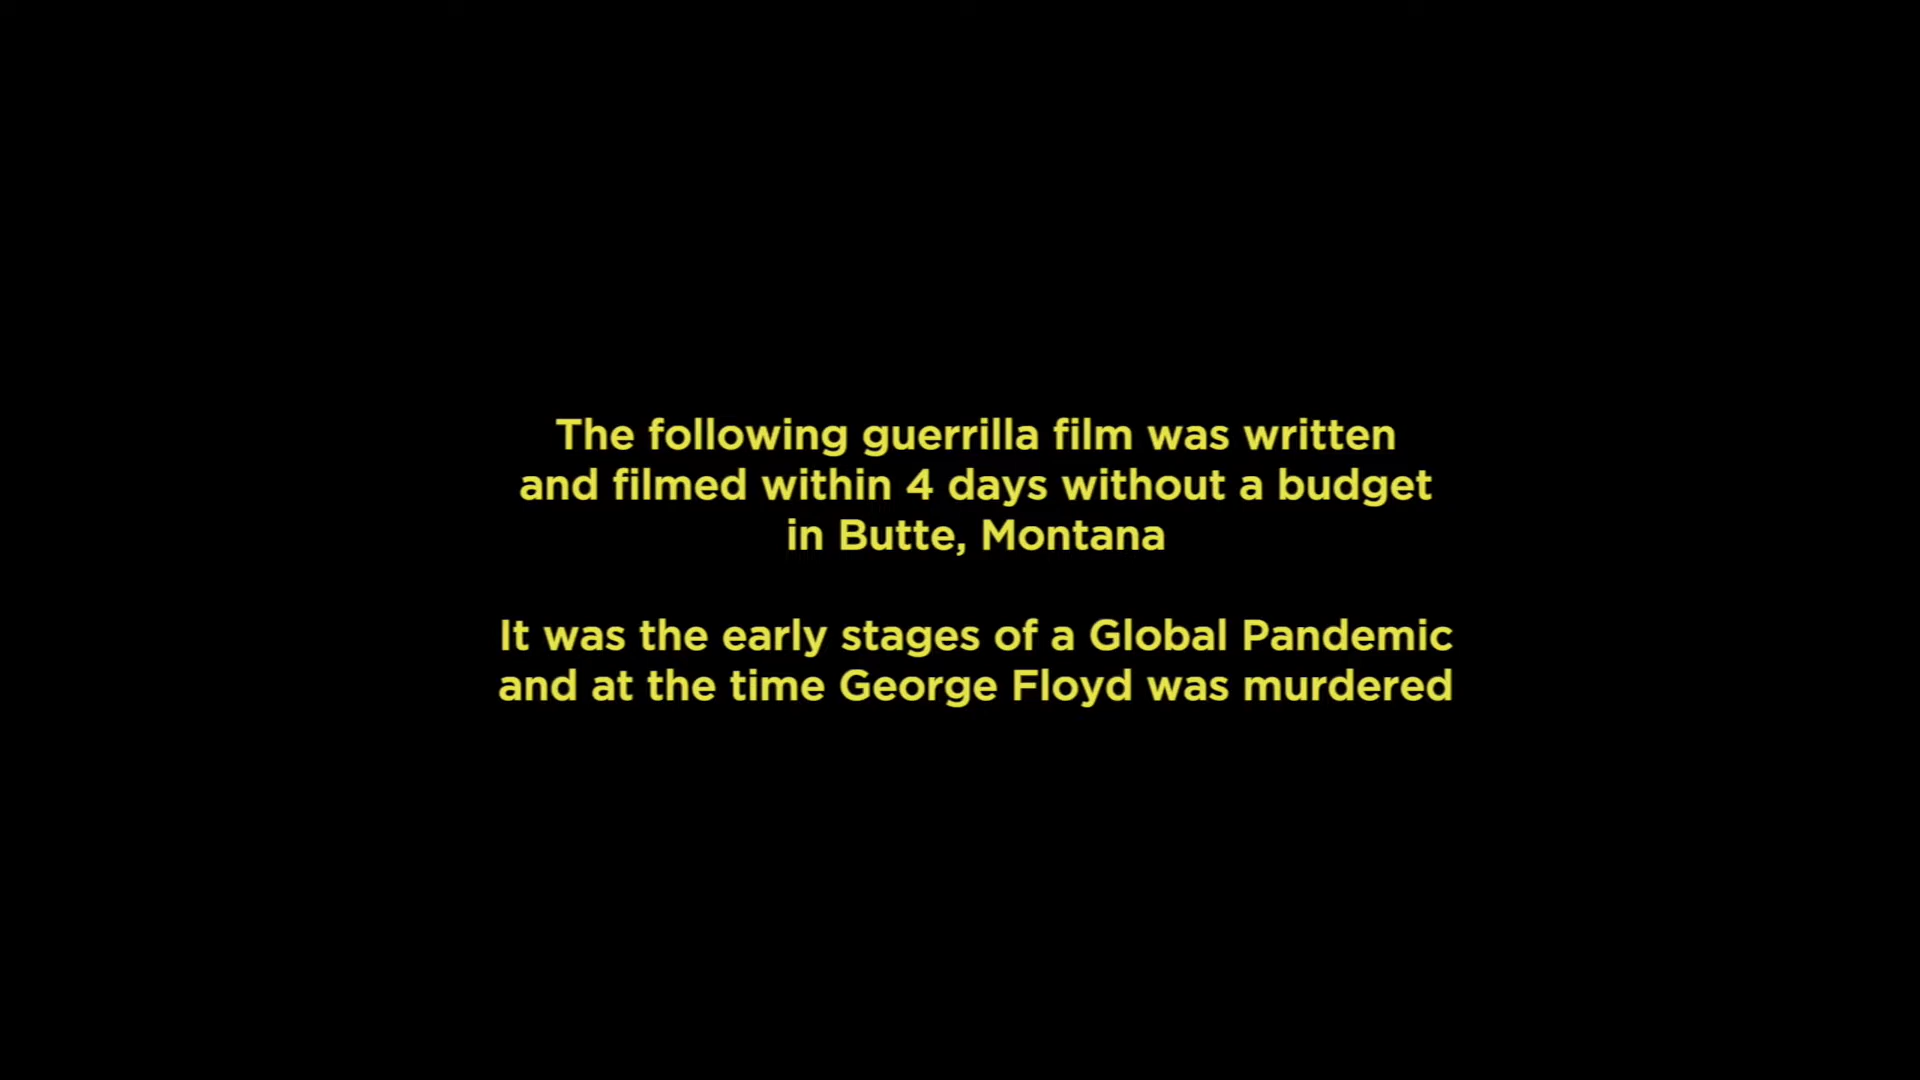 The following guerrilla film was written
and filmed within 4 days without a budget
in Butte, Montana
It was the early stages of a Global Pandemic
and at the time George Floyd was murdered